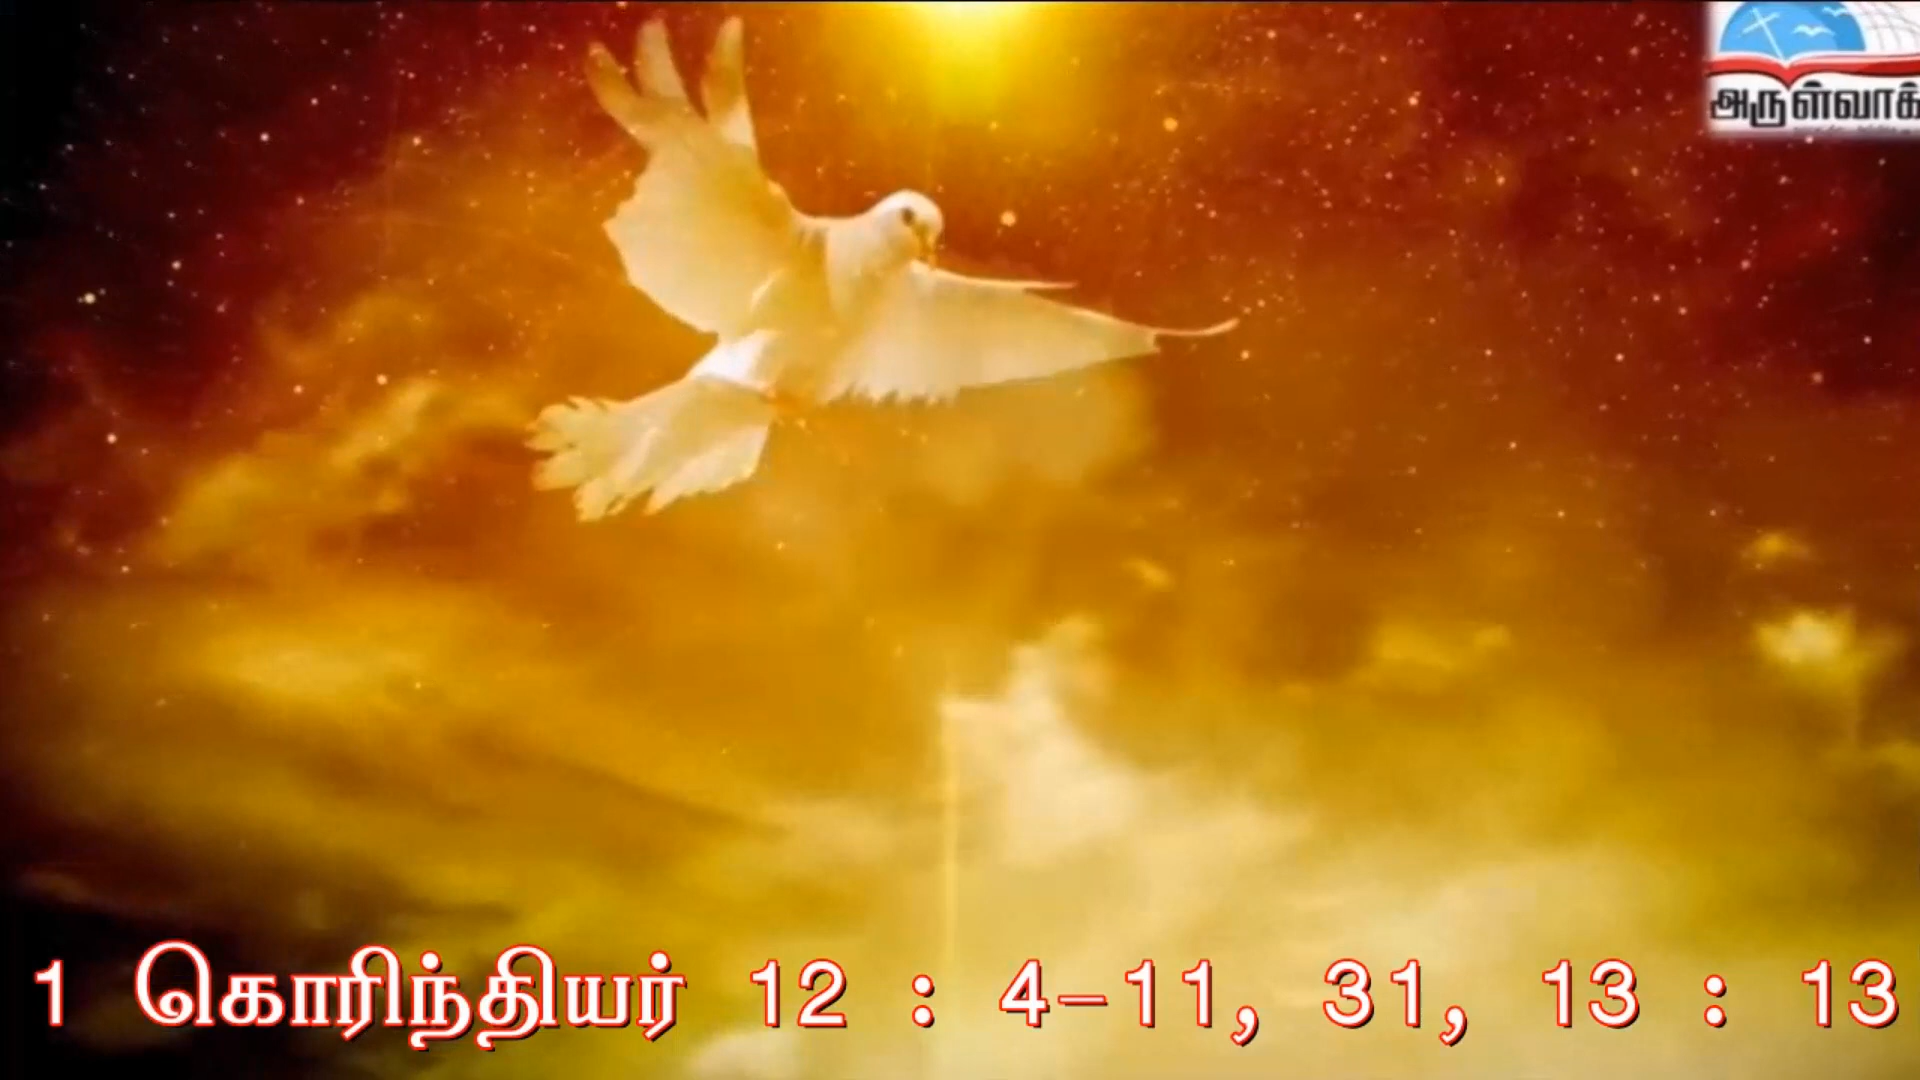 அருள்வாக்
1 கொரிந்தியர் 12 : 4-11, 31, 13 : 13